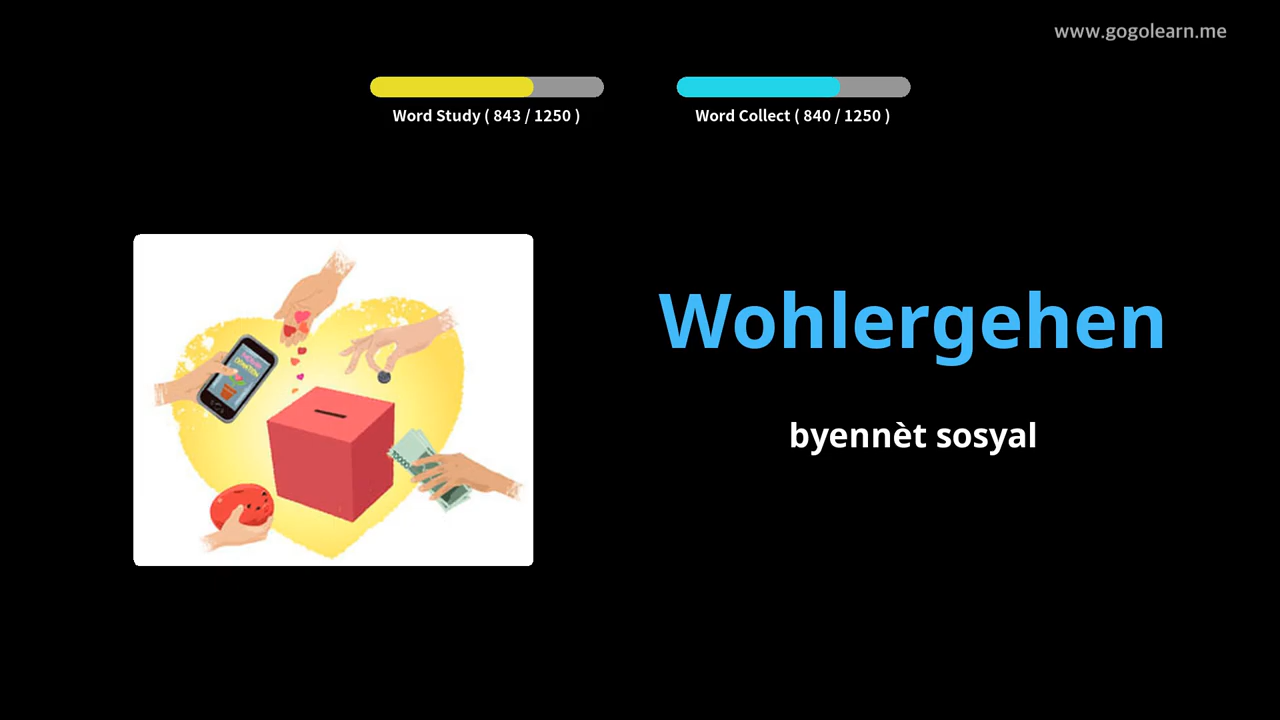 www.gogolearn.me
Word Study ( 843 / 1250 )
Word Collect ( 840 / 1250 )
Wohlergehen
byennèt sosyal